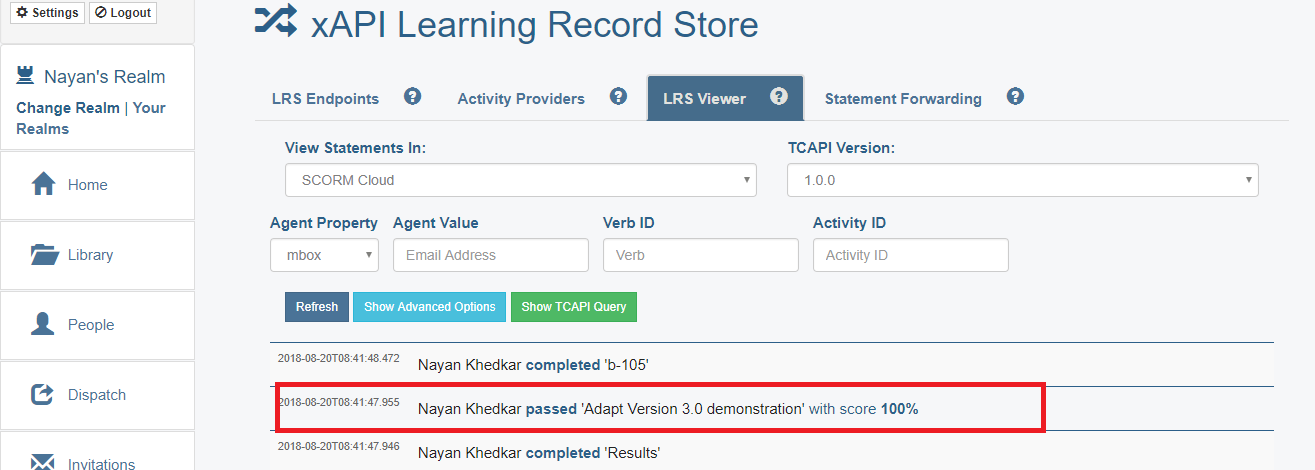 Settings Logout
xAPI Learning Record Store
Nayan's Realm
Change Realm | Your
Realms
Home
Library
People
Dispatch
Invitations
LRS Endpoints ? Activity Providers ? LRS Viewer ? Statement Forwarding ?
View Statements In: TCAPI Version:
SCORM Cloud 1.0.0
Agent Property Agent Value Verb ID Activity ID
mbox Email Address Verb Activity ID
Refresh Show Advanced Options Show TCAPI Query
2018-08-20T08:41:48.472 Nayan Khedkar completed 'b-105'
2018-08-20T08:41:47.955 Nayan Khedkar passed 'Adapt Version 3.0 demonstration' with score 100%
2018-08-20T08:41:47.946 Nayan Khedkar completed 'Results'